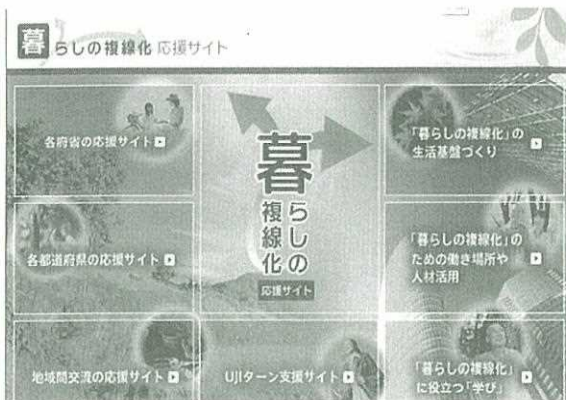 暮らしの複線化 応援サイト
各府省の応援サイト
暮らしの
複線化
応援サイト
「暮らしの複線化」の
生活基盤づくり
各都道府県の応援サイト
「暮らしの複線化」の
ための働き場所や
人材活用
地域間交流の応援サイト
UJIターン支援サイト
「暮らしの複線化」
に役立つ「学び」